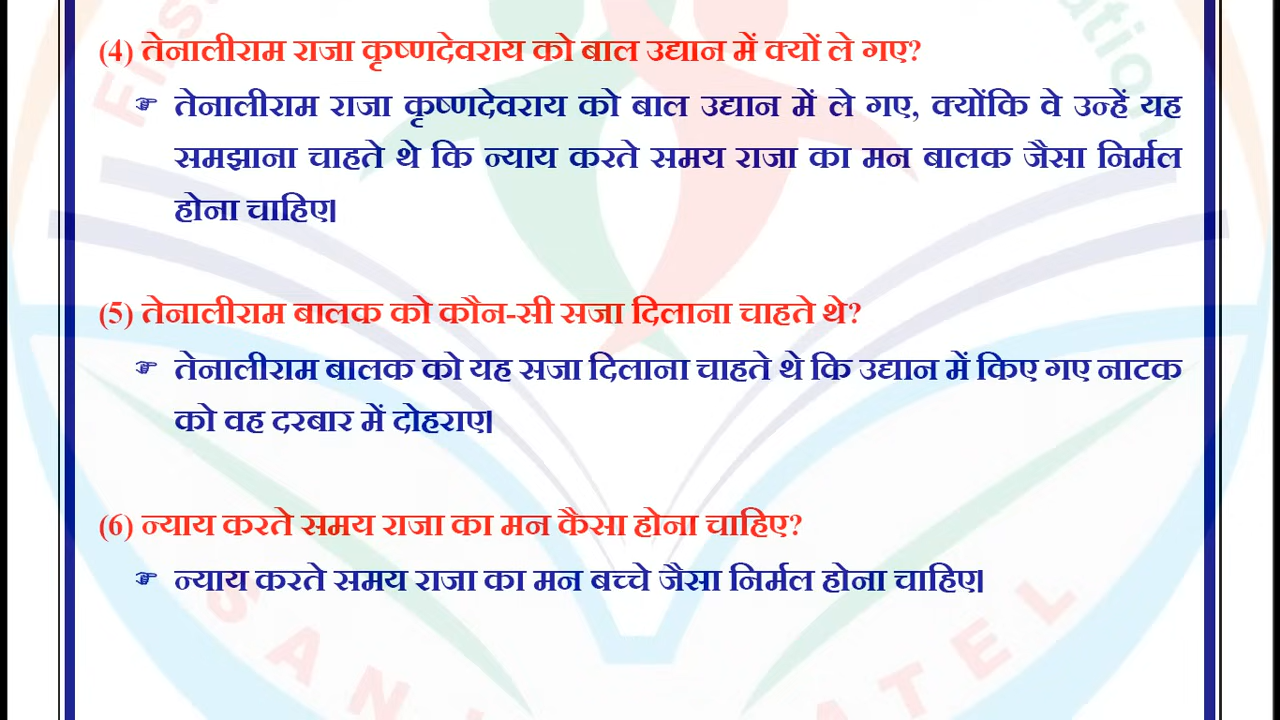 (4) तेनालीराम राजा कृष्णदेवराय को बाल उद्यान में क्यों ले गए?
☞ तेनालीराम राजा कृष्णदेवराय को बाल उद्यान में ले गए, क्योंकि वे उन्हें यह
समझाना चाहते थे कि न्याय करते समय राजा का मन बालक जैसा निर्मल
होना चाहिए।
(5) तेनालीराम बालक को कौन-सी सजा दिलाना चाहते थे?
☞ तेनालीराम बालक को यह सजा दिलाना चाहते थे कि उद्यान में किए गए नाटक
को वह दरबार में दोहराए।
(6) न्याय करते समय राजा का मन कैसा होना चाहिए?
☞ न्याय करते समय राजा का मन बच्चे जैसा निर्मल होना चाहिए।